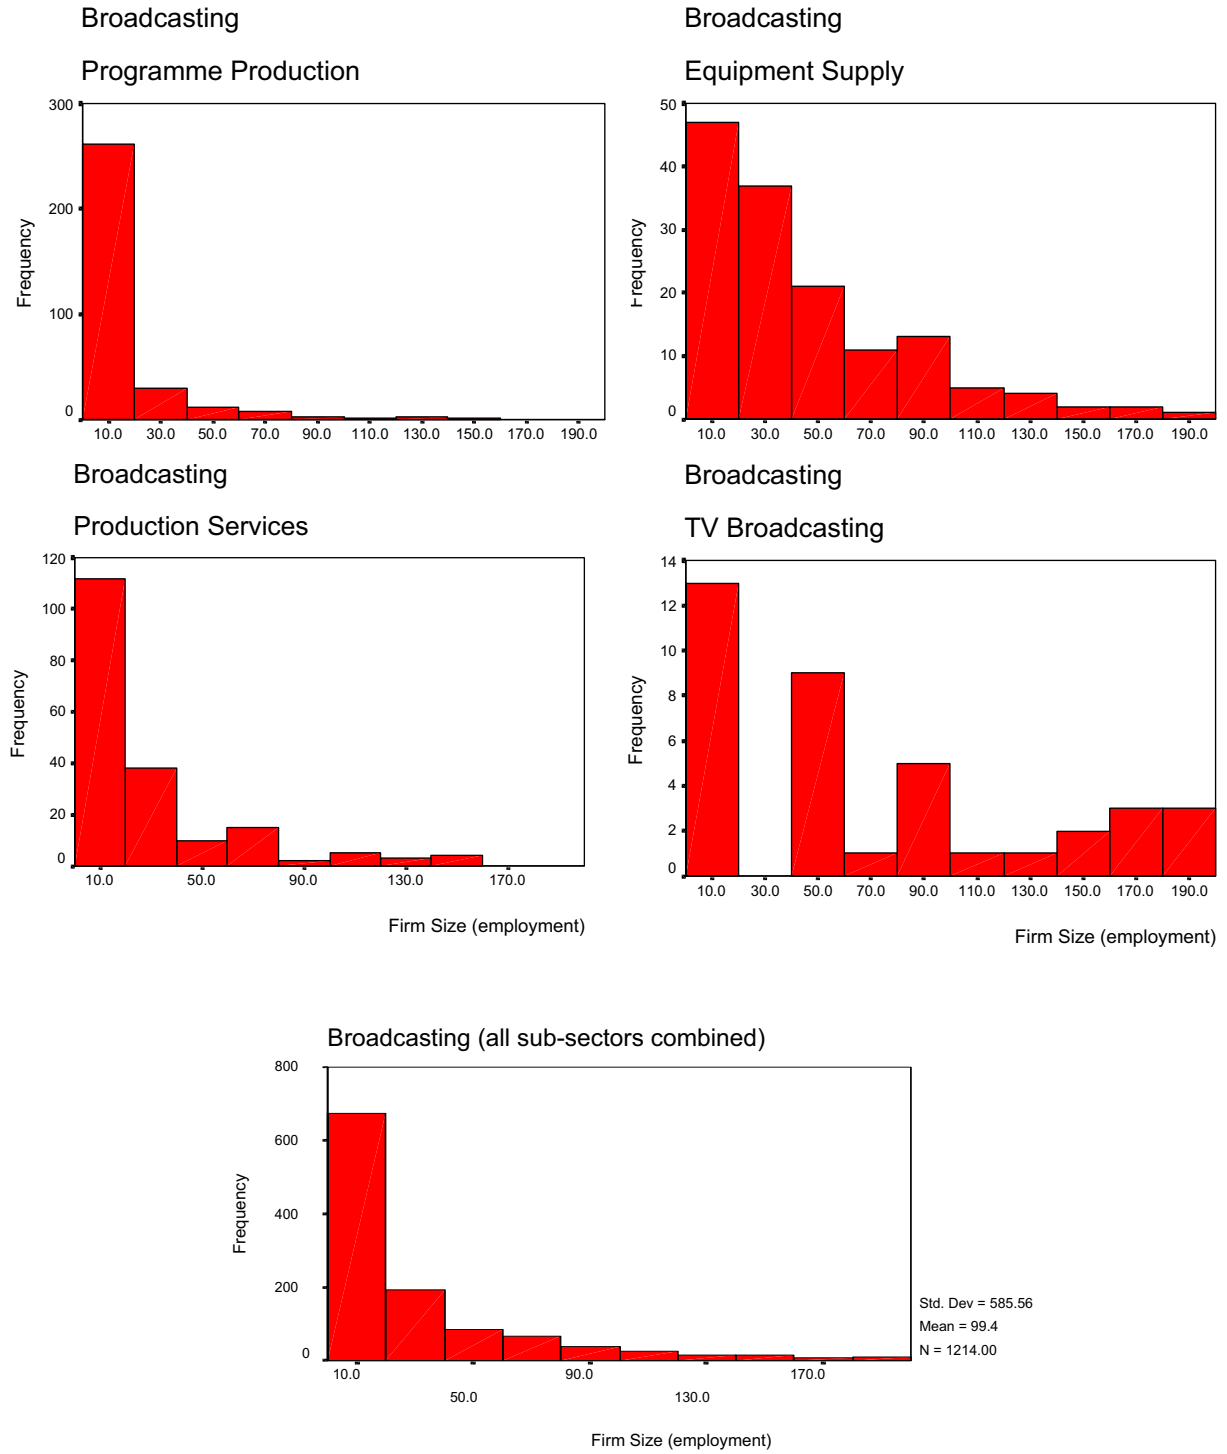 Broadcasting
Programme Production
300
200
100
0
Frequency
10.0 30.0 50.0 70.0 90.0 110.0 130.0 150.0 170.0 190.0
Broadcasting
Equipment Supply
50
40
30
20
10
0
Frequency
10.0 30.0 50.0 70.0 90.0 110.0 130.0 150.0 170.0 190.0
Broadcasting
Production Services
120
100
80
60
40
20
0
Frequency
10.0 50.0 90.0 130.0 170.0
Firm Size (employment)
Broadcasting
TV Broadcasting
14
12
10
8
6
4
2
0
Frequency
10.0 30.0 50.0 70.0 90.0 110.0 130.0 150.0 170.0 190.0
Firm Size (employment)
Broadcasting (all sub-sectors combined)
800
600
400
200
0
Frequency
Std. Dev = 585.56
Mean = 99.4
N = 1214.00
10.0 90.0 170.0
50.0 130.0
Firm Size (employment)